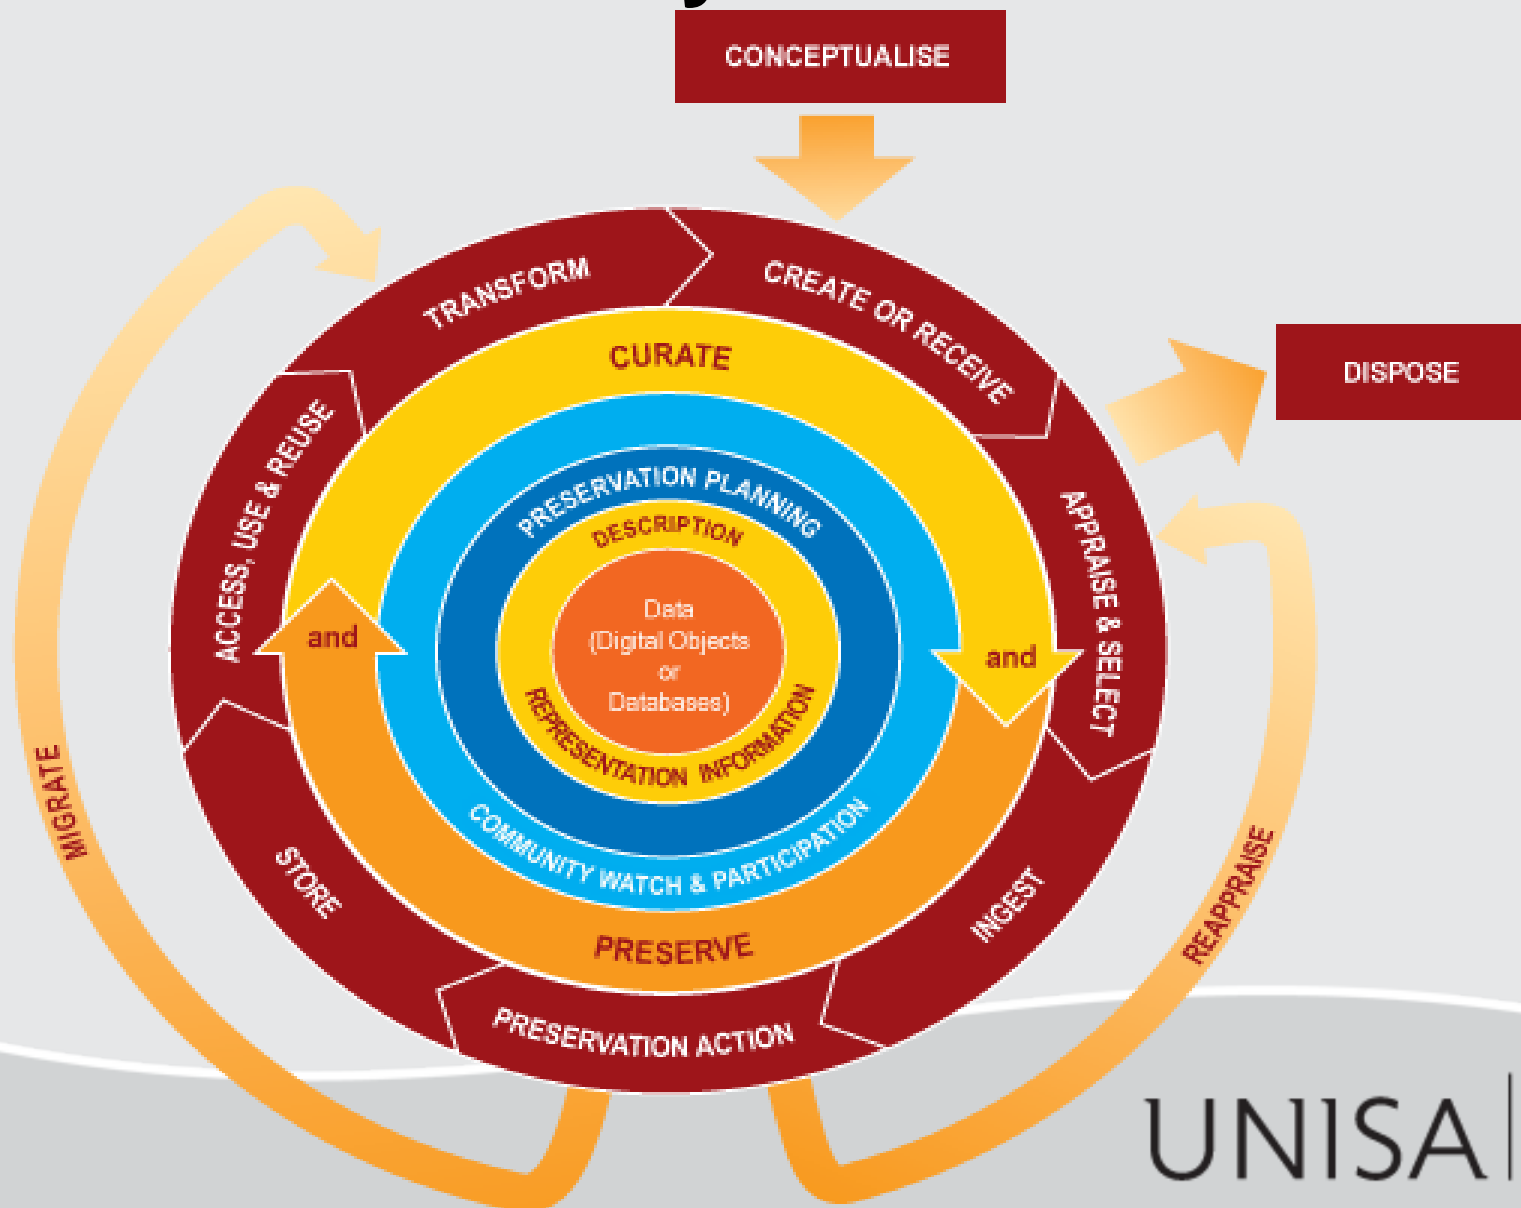 CONCEPTUALISE
DISPOSE
TRANSFORM
CREATE OR RECEIVE
APPRAISE & SELECT
INGEST
PRESERVATION ACTION
STORE
ACCESS, USE & REUSE
CURATE
and
PRESERVE
and
PRESERVATION PLANNING
COMMUNITY WATCH & PARTICIPATION
DESCRIPTION
REPRESENTATION INFORMATION
Data
(Digital Objects
or
Databases)
MIGRATE
REAPPRAISE
UNISA